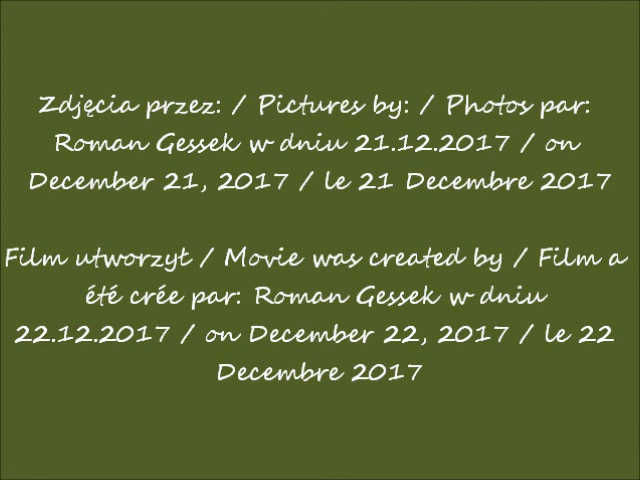 Zdjęcia przez: / Pictures by: / Photos par:
Roman Gessek w dniu 21.12.2017 / on
December 21, 2017 / le 21 Decembre 2017
Film utworzył / Movie was created by / Film a
été crée par: Roman Gessek w dniu
22.12.2017 / on December 22, 2017 / le 22
Decembre 2017